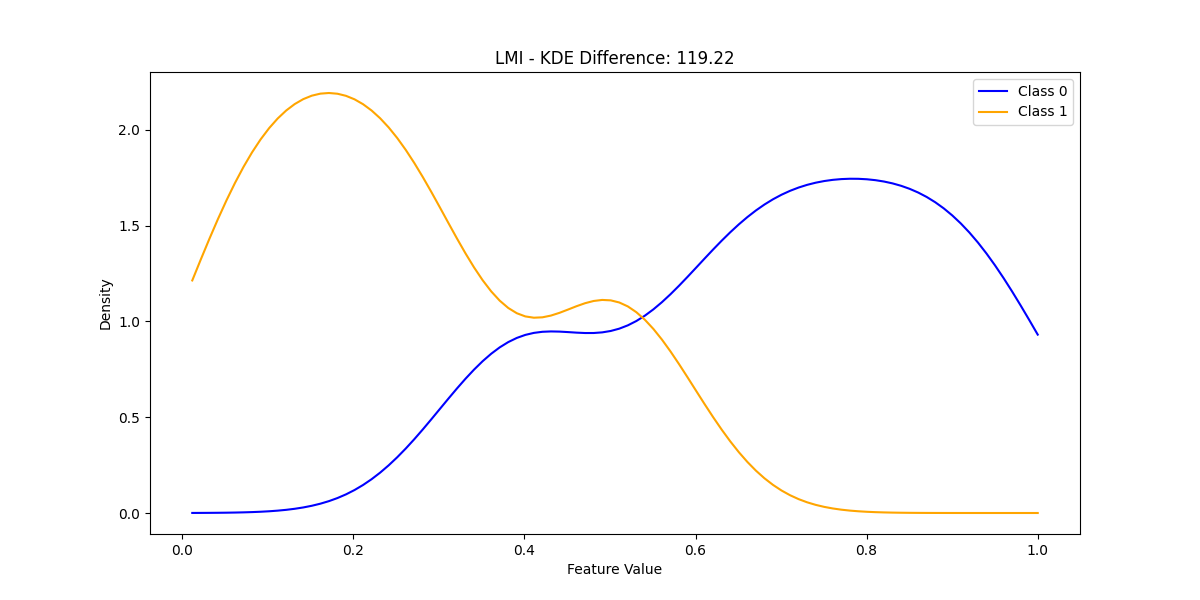 LMI - KDE Difference: 119.22
Class 0
Class 1
2.0
1.5
1.0
0.5
0.0
Density
0.0 0.2 0.4 0.6 0.8 1.0
Feature Value